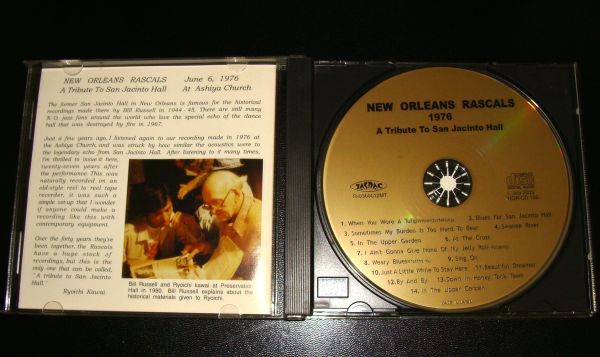 NEW ORLEANS RASCALS June 6, 1976
A Tribute To San Jacinto Hall At Ashiya Church
The former San Jacinto Hall in New Orleans is famous for the historical
recordings made there by Bill Russell in 1944-45. There are still many
N.O. jazz fans around the world who love the special echo of the dance
hall that was destroyed by fire in 1967.
Just a few years ago, I listened again to our recording made in 1976 at
the Ashiya Church, and was struck by how similar the acoustics were to
the legendary echo from San Jacinto Hall. After listening to it many times,
I'm thrilled to issue it here,
twenty-seven years after
the performance. This was
naturally recorded on an
old-style reel to reel tape
recorder, it was such a
simple set-up that I wonder
if anyone could make a
recording like this with
contemporary equipment.
Over the forty years they've
been together, the Rascals
have a huge stock of
recordings, but this is the
only one that can be called,
"A tribute to San Jacinto
Hall."
Ryoichi Kawai
Bill Russell and Ryoichi kawai at Preservation
Hall in 1980. Bill Russell explains about the
historical materials given to Ryoichi.
NEW ORLEANS RASCALS
1976
A Tribute To San Jacinto Hall
JASRAC
COMPACT
disc
DIGITAL AUDIO
1. When You Wore A Tulip
2. Blues For San Jacinto Hall
3. Sometimes My Burden Is Too Hard To Bear
4. Swanee River
5. In The Upper Garden
6. At The Cross
7. I Ain't Gonna Give None Of My Jelly Roll
8. Weary Blues
9. Sing On
10. Just A Little While To Stay Here
11. Beautiful Dreamer
12. By And By
13. Down In Honky Tonk Town
14. In The Upper Garden